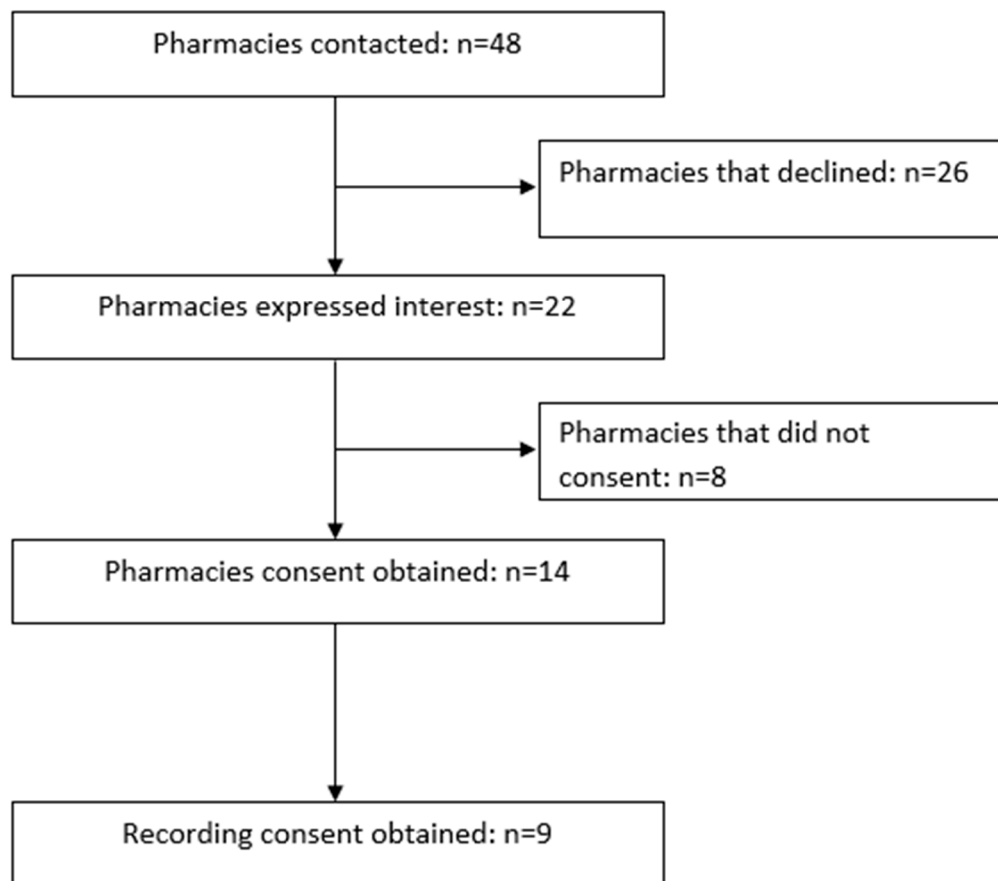 Pharmacies contacted: n=48
Pharmacies that declined: n=26
Pharmacies expressed interest: n=22
Pharmacies that did not
consent: n=8
Pharmacies consent obtained: n=14
Recording consent obtained: n=9